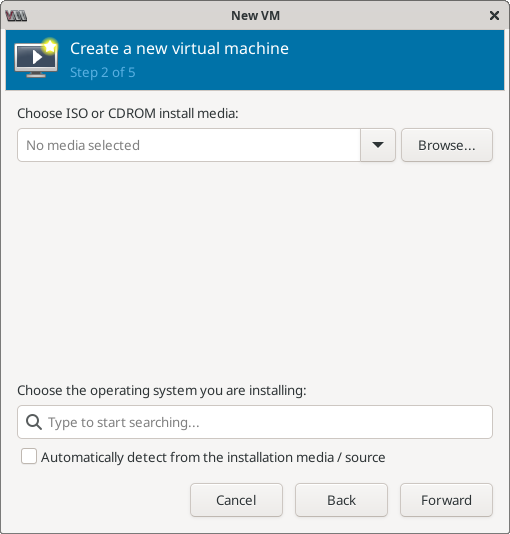 New VM
Create a new virtual machine
Step 2 of 5
Choose ISO or CDROM install media:
No media selected
Browse...
Choose the operating system you are installing:
Type to start searching...
Automatically detect from the installation media / source
Cancel
Back
Forward